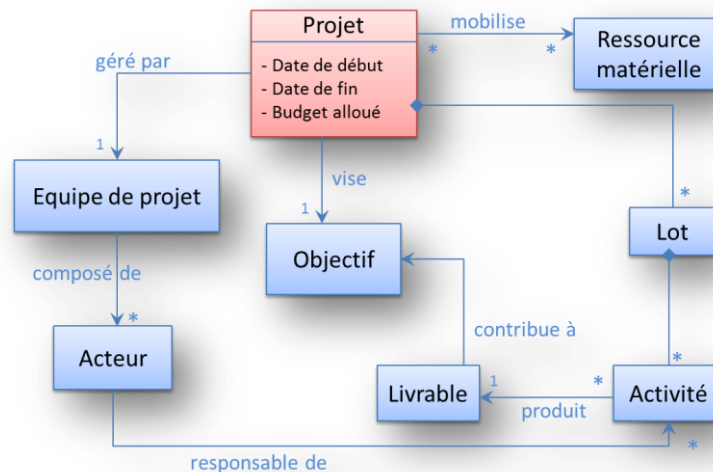 Projet
- Date de début
- Date de fin
- Budget alloué
mobilise
*
*
Ressource
matérielle
géré par
1
Equipe de projet
vise
1
Objectif
*
Lot
composé de
*
Acteur
contribue à
Livrable
1
produit
*
*
Activité
responsable de
*